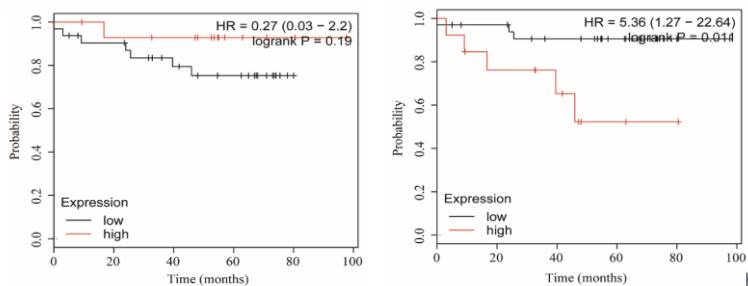 HR = 0.27 (0.03 − 2.2)
logrank P = 0.19
Probability
0.0 0.2 0.4 0.6 0.8 1.0
Expression
low
high
0 20 40 60 80 100
Time (months)
HR = 5.36 (1.27 − 22.64)
logrank P = 0.011
Probability
0.0 0.2 0.4 0.6 0.8 1.0
Expression
low
high
0 20 40 60 80 100
Time (months)